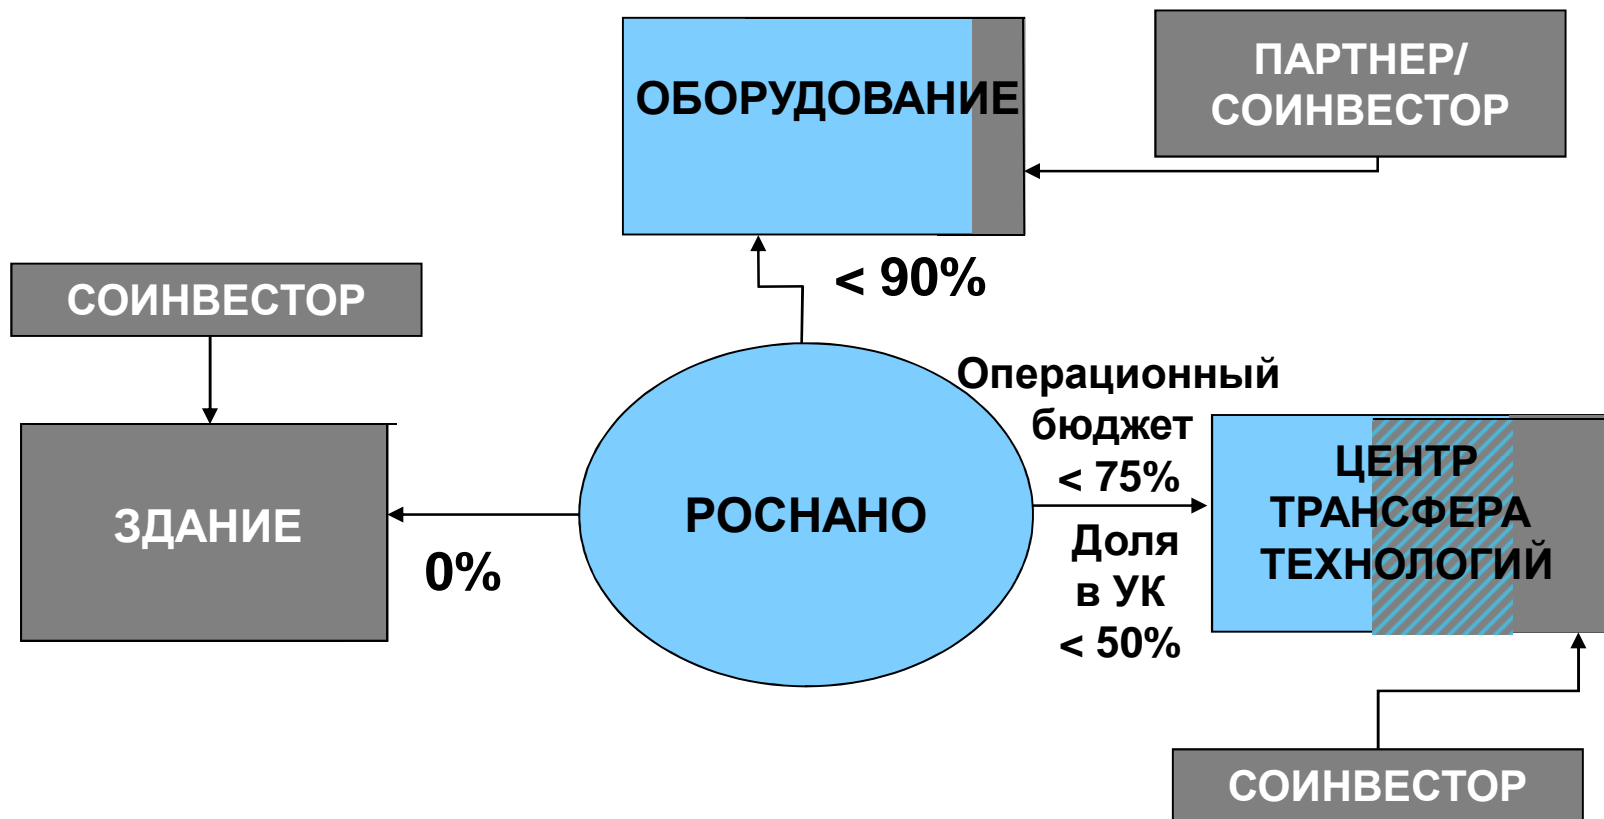 ОБОРУДОВАНИЕ
ПАРТНЕР/
СОИНВЕСТОР
< 90%
СОИНВЕСТОР
ЗДАНИЕ
0%
РОСНАНО
Операционный
бюджет
< 75%
Доля
в УК
< 50%
ЦЕНТР
ТРАНСФЕРА
ТЕХНОЛОГИЙ
СОИНВЕСТОР